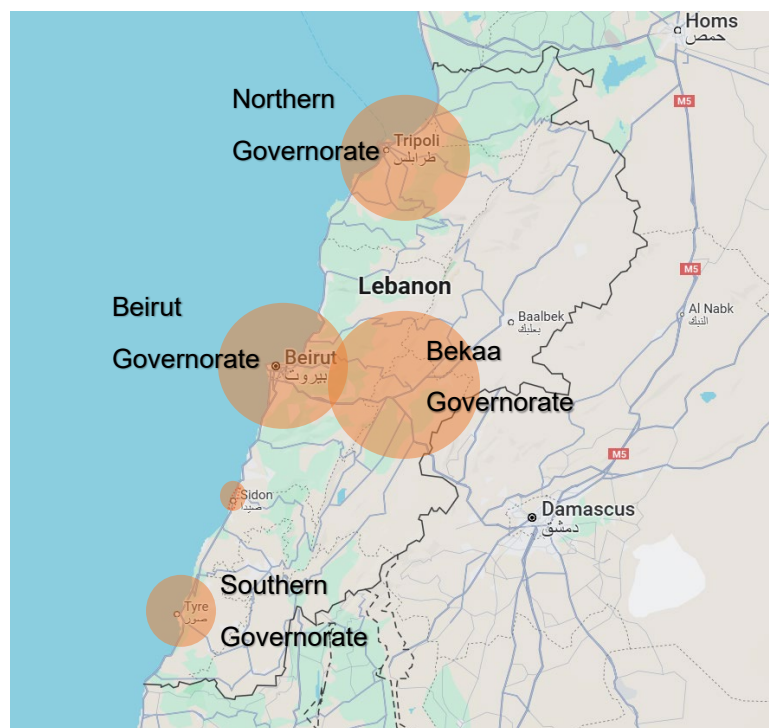 Homs
حمص
M5
Northern
Governorate
Tripoli
طرابلس
M5
Lebanon
Beirut
Governorate
Baalbek
بعلبك
Al Nabk
النبك
Beirut
بيروت
Bekaa
Governorate
M5
Sidon
صيدا
Damascus
دمشق
Southern
Governorate
Tyre
صور